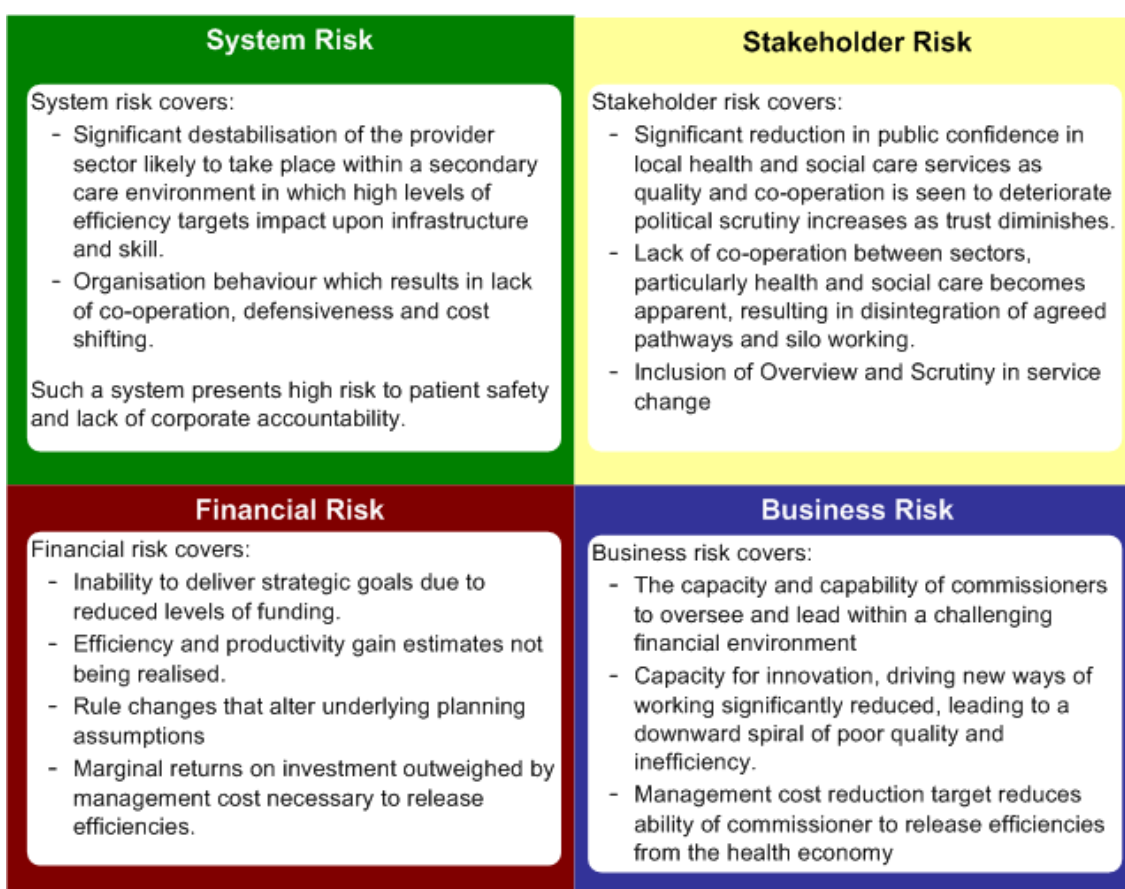 System Risk
System risk covers:
- Significant destabilisation of the provider
sector likely to take place within a secondary
care environment in which high levels of
efficiency targets impact upon infrastructure
and skill.
- Organisation behaviour which results in lack
of co-operation, defensiveness and cost
shifting.
Such a system presents high risk to patient safety
and lack of corporate accountability.
Stakeholder Risk
Stakeholder risk covers:
- Significant reduction in public confidence in
local health and social care services as
quality and co-operation is seen to deteriorate
political scrutiny increases as trust diminishes.
- Lack of co-operation between sectors,
particularly health and social care becomes
apparent, resulting in disintegration of agreed
pathways and silo working.
- Inclusion of Overview and Scrutiny in service
change
Financial Risk
Financial risk covers:
- Inability to deliver strategic goals due to
reduced levels of funding.
- Efficiency and productivity gain estimates not
being realised.
- Rule changes that alter underlying planning
assumptions
- Marginal returns on investment outweighed by
management cost necessary to release
efficiencies.
Business Risk
Business risk covers:
- The capacity and capability of commissioners
to oversee and lead within a challenging
financial environment
- Capacity for innovation, driving new ways of
working significantly reduced, leading to a
downward spiral of poor quality and
inefficiency.
- Management cost reduction target reduces
ability of commissioner to release efficiencies
from the health economy